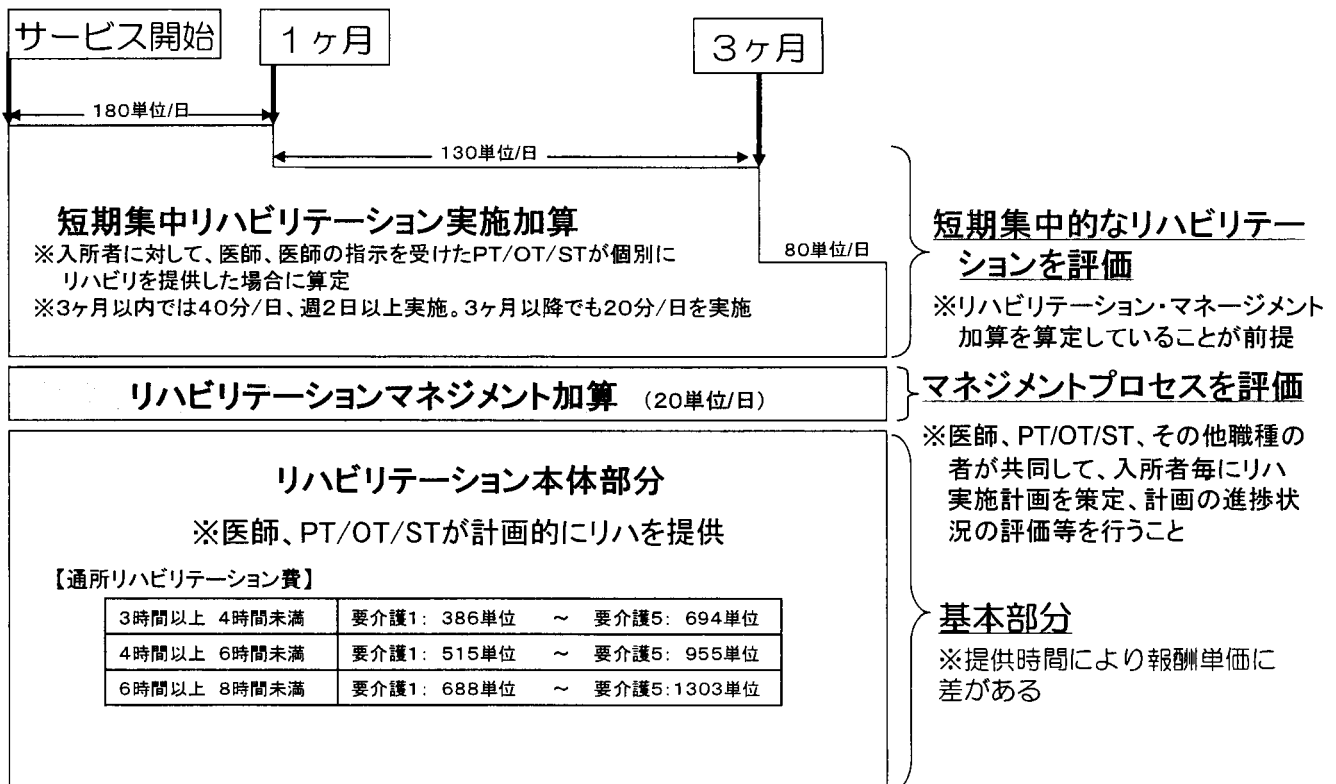 サービス開始
1ヶ月
3ヶ月
180単位/日
130単位/日
80単位/日
短期集中リハビリテーション実施加算
※入所者に対して、医師、医師の指示を受けたPT/OT/STが個別に
リハビリを提供した場合に算定
※3ヶ月以内では40分/日、週2日以上実施。3ヶ月以降でも20分/日を実施
短期集中的なリハビリテー
ションを評価
※リハビリテーション・マネージメント
加算を算定していることが前提
リハビリテーションマネジメント加算 (20単位/日)
マネジメントプロセスを評価
※医師、PT/OT/ST、その他職種の
者が共同して、入所者毎にリハ
実施計画を策定、計画の進捗状
況の評価等を行うこと
リハビリテーション本体部分
※医師、PT/OT/STが計画的にリハを提供
【通所リハビリテーション費】
3時間以上 4時間未満 要介護1: 386単位 ~ 要介護5: 694単位
4時間以上 6時間未満 要介護1: 515単位 ~ 要介護5: 955単位
6時間以上 8時間未満 要介護1: 688単位 ~ 要介護5:1303単位
基本部分
※提供時間により報酬単価に
差がある